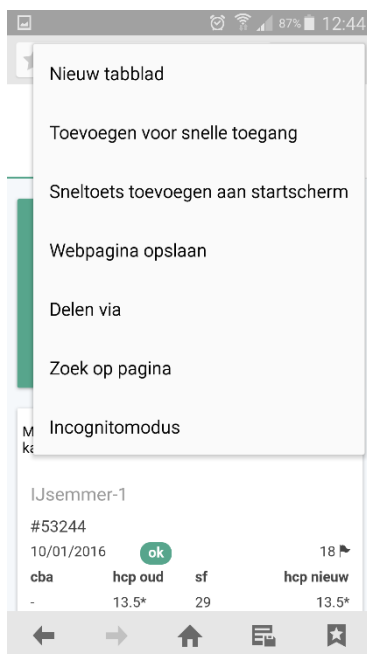 87% 12:44
Nieuw tabblad
Toevoegen voor snelle toegang
Sneltoets toevoegen aan startscherm
Webpagina opslaan
Delen via
Zoek op pagina
Incognitomodus
IJsemmer-1
#53244
10/01/2016 ok 18
cba hcp oud sf hcp nieuw
- 13.5* 29 13.5*